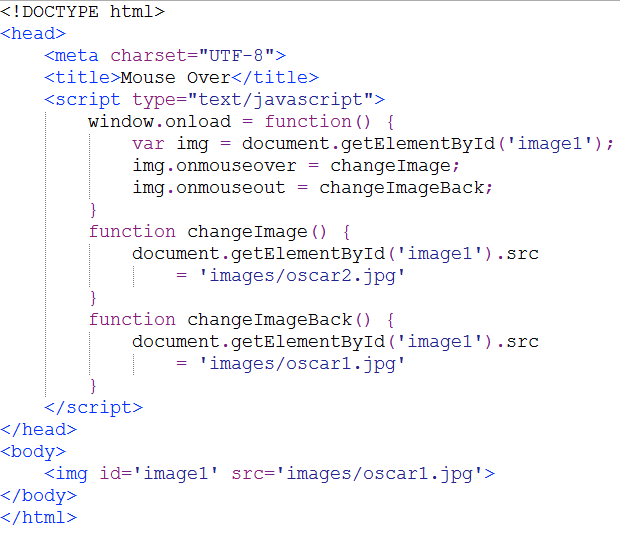 <!DOCTYPE html>
<head>
    <meta charset="UTF-8">
    <title>Mouse Over</title>
    <script type="text/javascript">
        window.onload = function() {
            var img = document.getElementById('image1');
            img.onmouseover = changeImage;
            img.onmouseout = changeImageBack;
        }
        function changeImage() {
            document.getElementById('image1').src
                = 'images/oscar2.jpg'
        }
        function changeImageBack() {
            document.getElementById('image1').src
                = 'images/oscar1.jpg'
        }
    </script>
</head>
<body>
    <img id='image1' src='images/oscar1.jpg'>
</body>
</html>